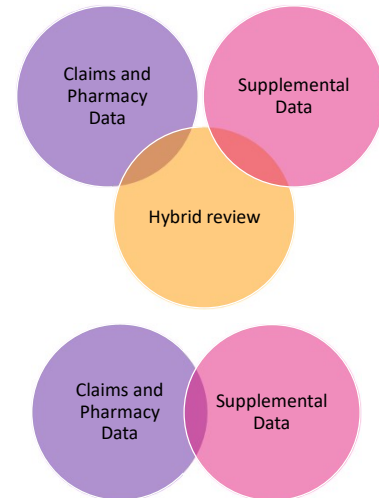 Claims and
Pharmacy
Data
Supplemental
Data
Hybrid review
Claims and
Pharmacy
Data
Supplemental
Data